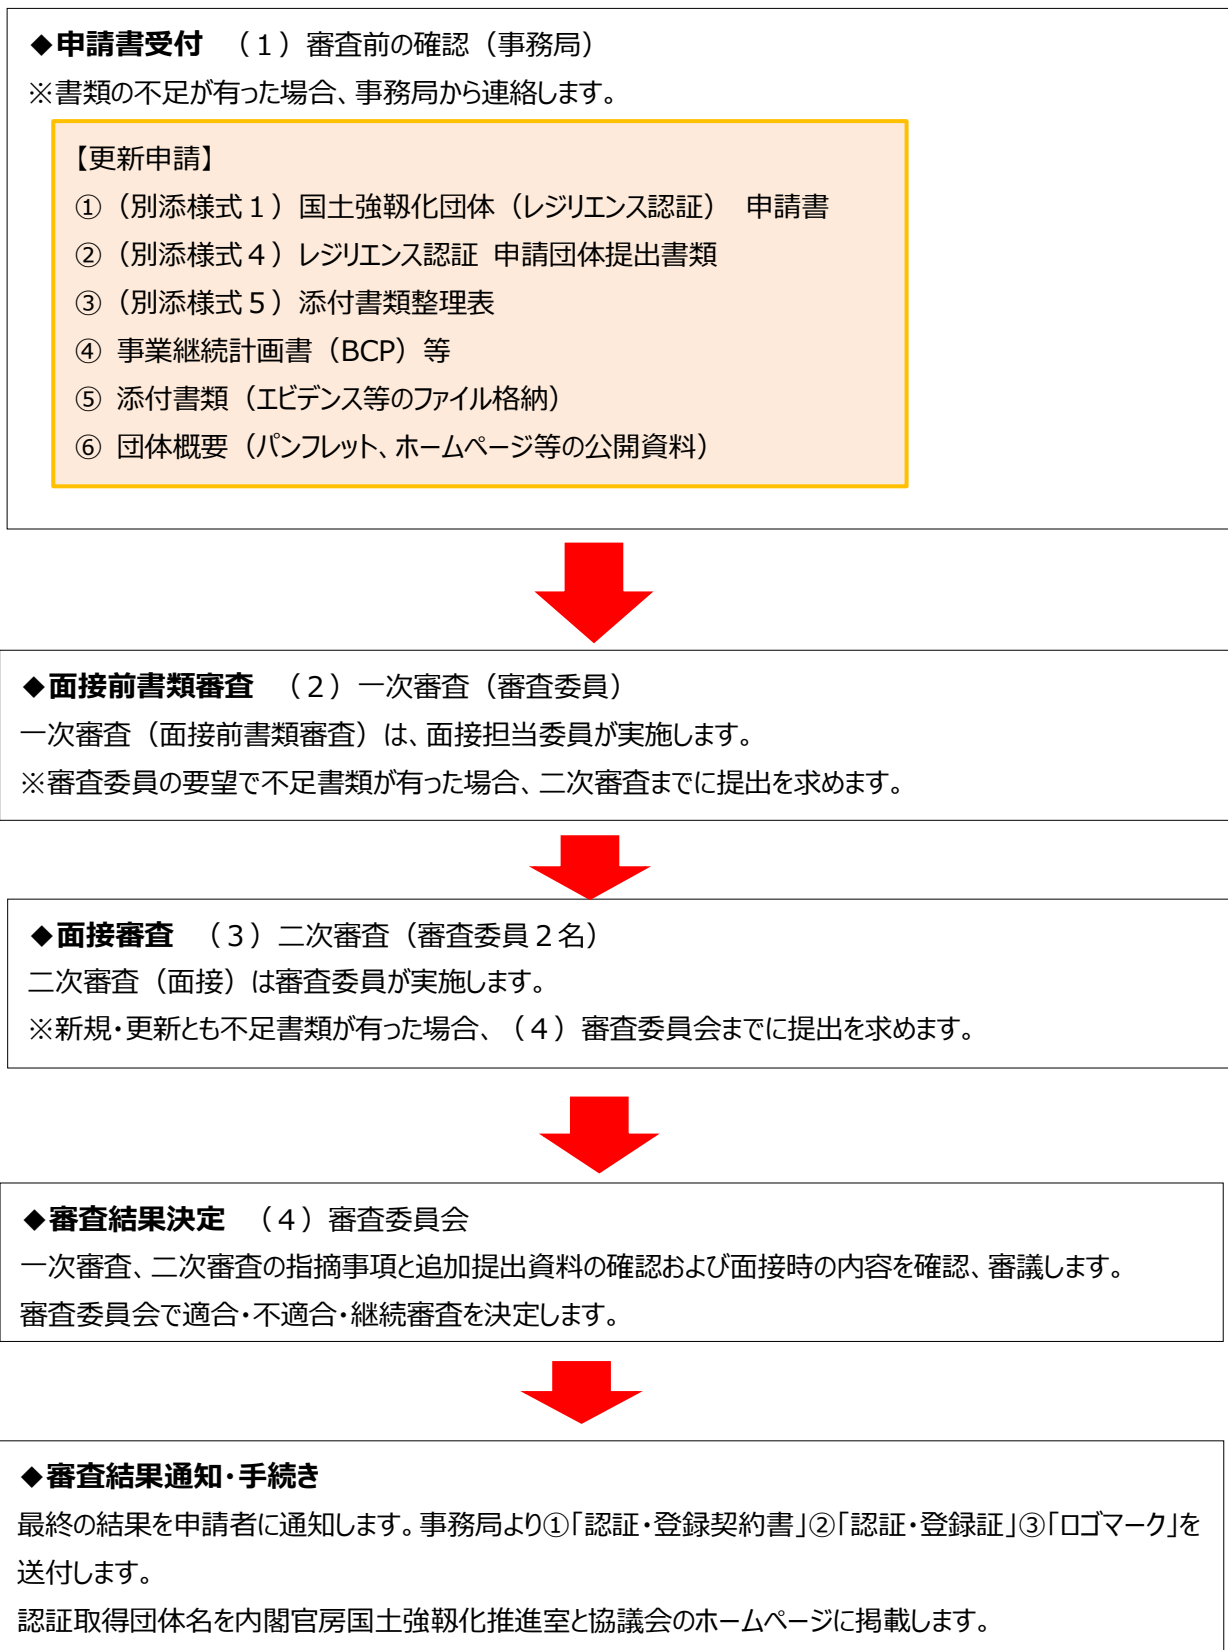 ◆申請書受付　（１）審査前の確認（事務局）
※書類の不足が有った場合、事務局から連絡します。
【更新申請】
①（別添様式１）国土強靱化団体（レジリエンス認証）　申請書
②（別添様式４）レジリエンス認証 申請団体提出書類
③（別添様式５）添付書類整理表
④ 事業継続計画書（BCP）等
⑤ 添付書類（エビデンス等のファイル格納）
⑥ 団体概要（パンフレット、ホームページ等の公開資料）
◆面接前書類審査　（２）一次審査（審査委員）
一次審査（面接前書類審査）は、面接担当委員が実施します。
※審査委員の要望で不足書類が有った場合、二次審査までに提出を求めます。
◆面接審査　（３）二次審査（審査委員２名）
二次審査（面接）は審査委員が実施します。
※新規・更新とも不足書類が有った場合、（４）審査委員会までに提出を求めます。
◆審査結果決定　（４）審査委員会
一次審査、二次審査の指摘事項と追加提出資料の確認および面接時の内容を確認、審議します。
審査委員会で適合・不適合・継続審査を決定します。
◆審査結果通知・手続き
最終の結果を申請者に通知します。事務局より①「認証・登録契約書」②「認証・登録証」③「ロゴマーク」を
送付します。
認証取得団体名を内閣官房国土強靱化推進室と協議会のホームページに掲載します。